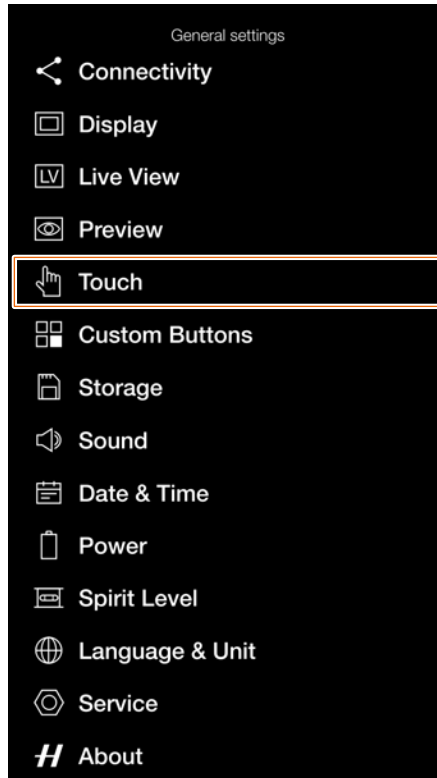 General settings
Connectivity
Display
LV Live View
Preview
Touch
Custom Buttons
Storage
Sound
Date & Time
Power
Spirit Level
Language & Unit
Service
H About